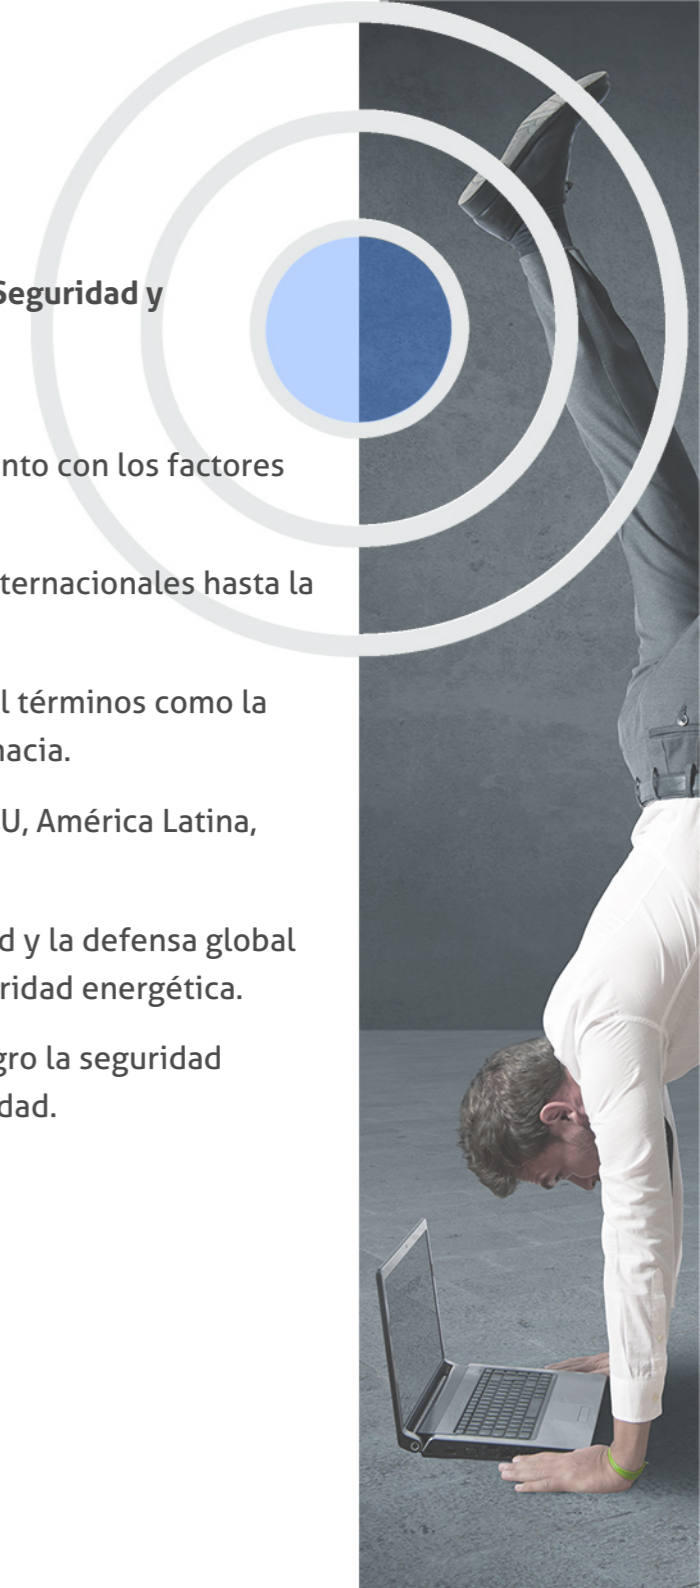 Seguridad y
nto con los factores
ternacionales hasta la
l términos como la
acia.
U, América Latina,
d y la defensa global
ridad energética.
gro la seguridad
dad.